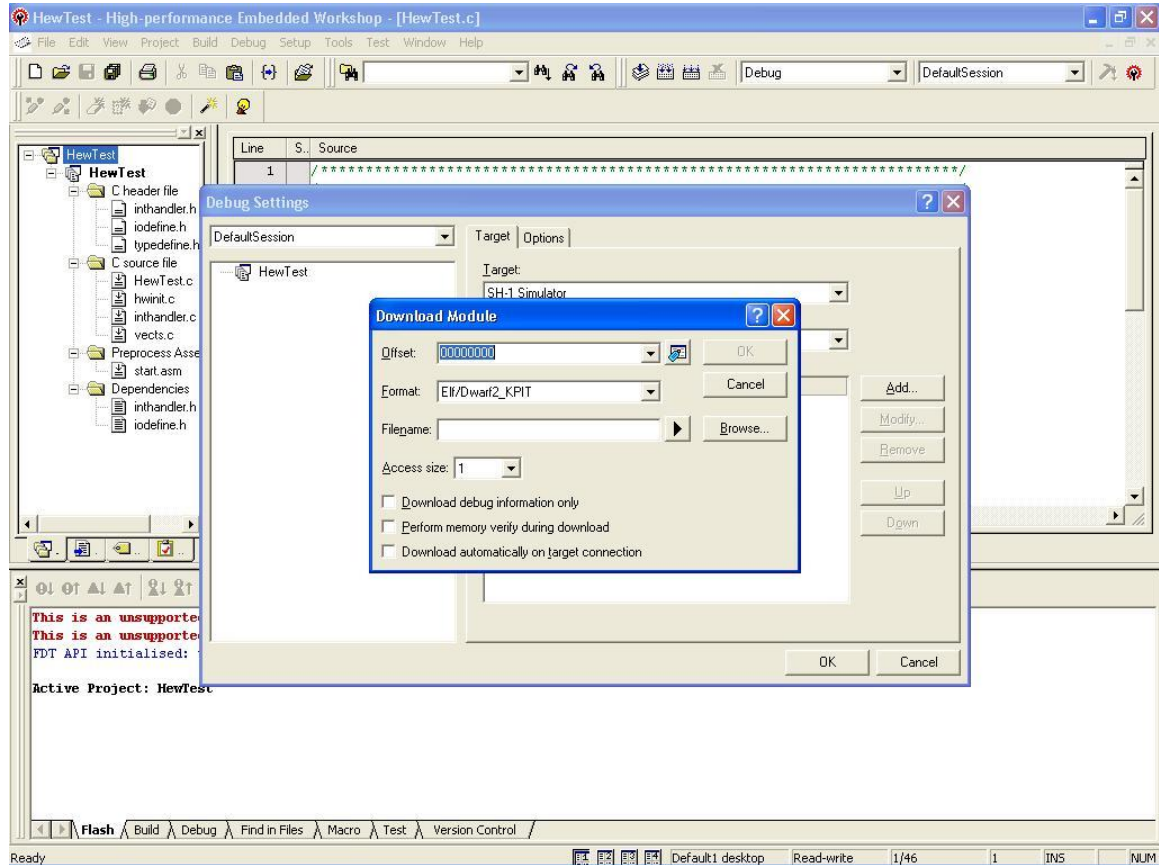 HewTest - High-performance Embedded Workshop - [HewTest.c]
File Edit View Project Build Debug Setup Tools Test Window Help
Debug DefaultSession
HewTest
HewTest
C header file
inthandler.h
iodefine.h
typedefine.h
C source file
HewTest.c
hwinit.c
inthandler.c
vects.c
Preprocess Asse
start.asm
Dependencies
inthandler.h
iodefine.h
Line S.. Source
1 /***********************************************************************/
Debug Settings
DefaultSession
HewTest
Target Options
Target:
SH-1 Simulator
Add...
Modify...
Remove
Up
Down
OK Cancel
Download Module
Offset: 00000000 OK
Format: Elf/Dwarf2_KPIT Cancel
Filename: Browse...
Access size: 1
Download debug information only
Perform memory verify during download
Download automatically on target connection
This is an unsupporte
This is an unsupporte
FDT API initialised:
Active Project: HewTest
Flash Build Debug Find in Files Macro Test Version Control
Ready Default1 desktop Read-write 1/46 1 INS NUM